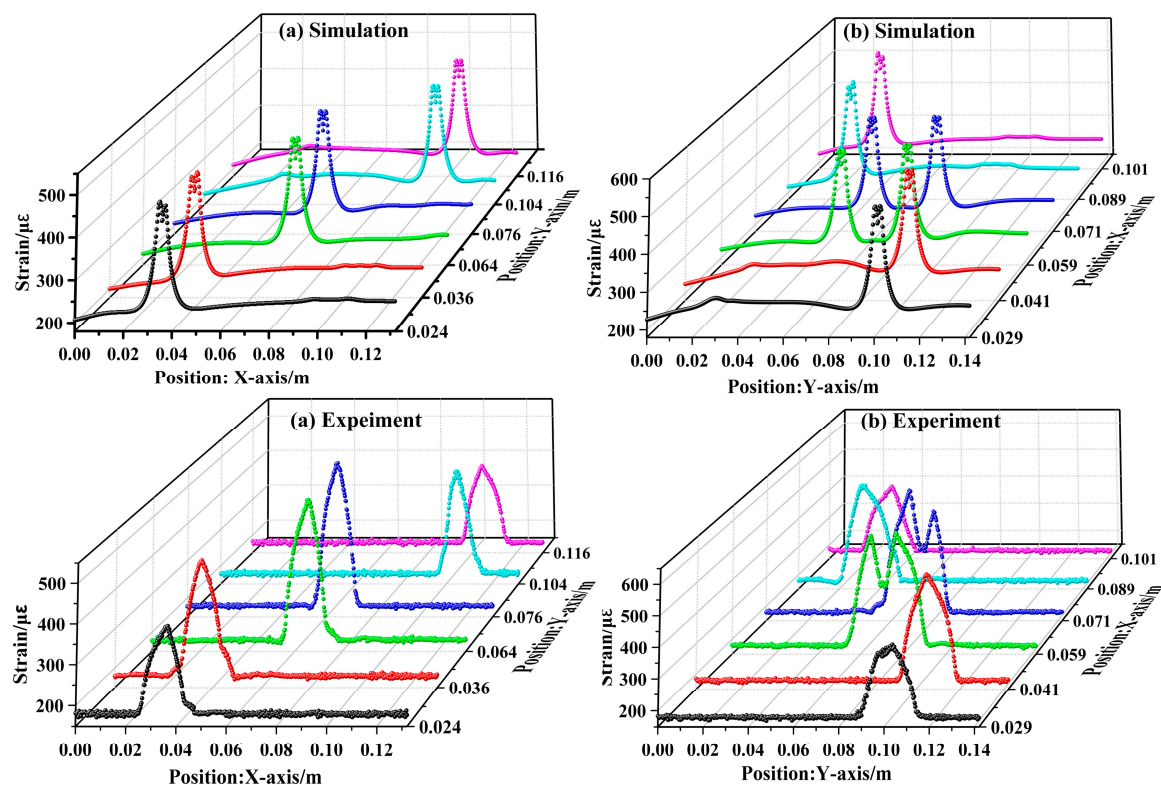 (a) Simulation
500
400
300
200
Strain/με
0.00 0.02 0.04 0.06 0.08 0.10 0.12
Position: X-axis/m
0.116
0.104
0.076
0.064
0.036
0.024
Position:Y-axis/m
(b) Simulation
600
500
400
300
200
Strain/με
0.00 0.02 0.04 0.06 0.08 0.10 0.12 0.14
Position:Y-axis/m
0.101
0.089
0.071
0.059
0.041
0.029
Position:X-axis/m
(a) Expeiment
500
400
300
200
Strain/με
0.00 0.02 0.04 0.06 0.08 0.10 0.12
Position:X-axis/m
0.116
0.104
0.076
0.064
0.036
0.024
Position:Y-axis/m
(b) Experiment
600
500
400
300
200
Strain/με
0.00 0.02 0.04 0.06 0.08 0.10 0.12 0.14
Position:Y-axis/m
0.101
0.089
0.071
0.059
0.041
0.029
Position:X-axis/m